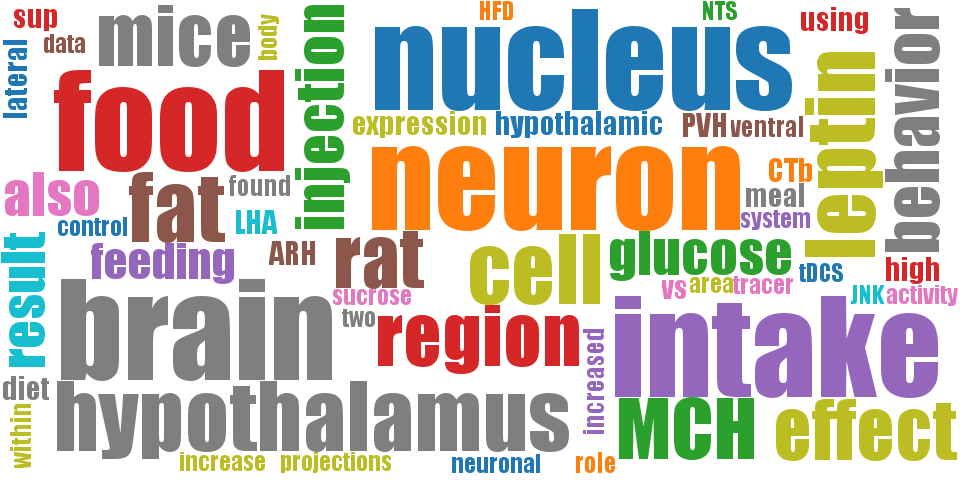 sup
HFD
NTS
using
mice
data
body
lateral
injection
nucleus
behavior
food
leptin
expression
hypothalamic
PVH
ventral
neuron
CTb
also
fat
found
meal
control
LHA
system
ARH
rat
cell
glucose
feeding
result
tDCS
high
sucrose
vs
area
tracer
JNK
activity
brain
two
region
intake
increased
diet
hypothalamus
within
MCH
effect
increase
projections
neuronal
role